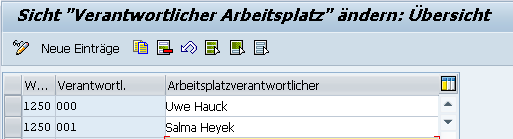 Sicht "Verantwortlicher Arbeitsplatz" ändern: Übersicht
Neue Einträge
W... Verantwortl. Arbeitsplatzverantwortlicher
1250 000 Uwe Hauck
1250 001 Salma Heyek